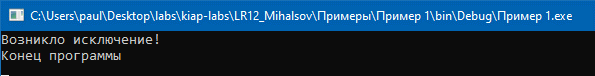 C:\Users\paul\Desktop\labs\kiap-labs\LR12_Mihalsov\Примеры\Пример 1\bin\Debug\Пример 1.exe
Возникло исключение!
Конец программы